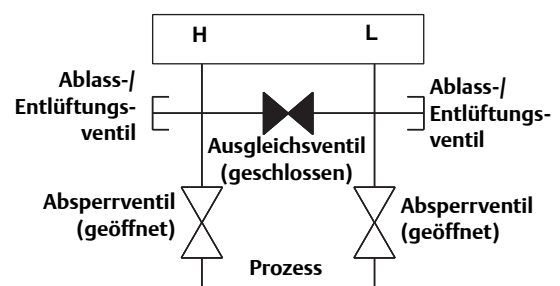 H
L
Ablass-/
Entlüftungs-
ventil
Ablass-/
Entlüftungs-
ventil
Ausgleichsventil
(geschlossen)
Absperrventil
(geöffnet)
Absperrventil
(geöffnet)
Prozess